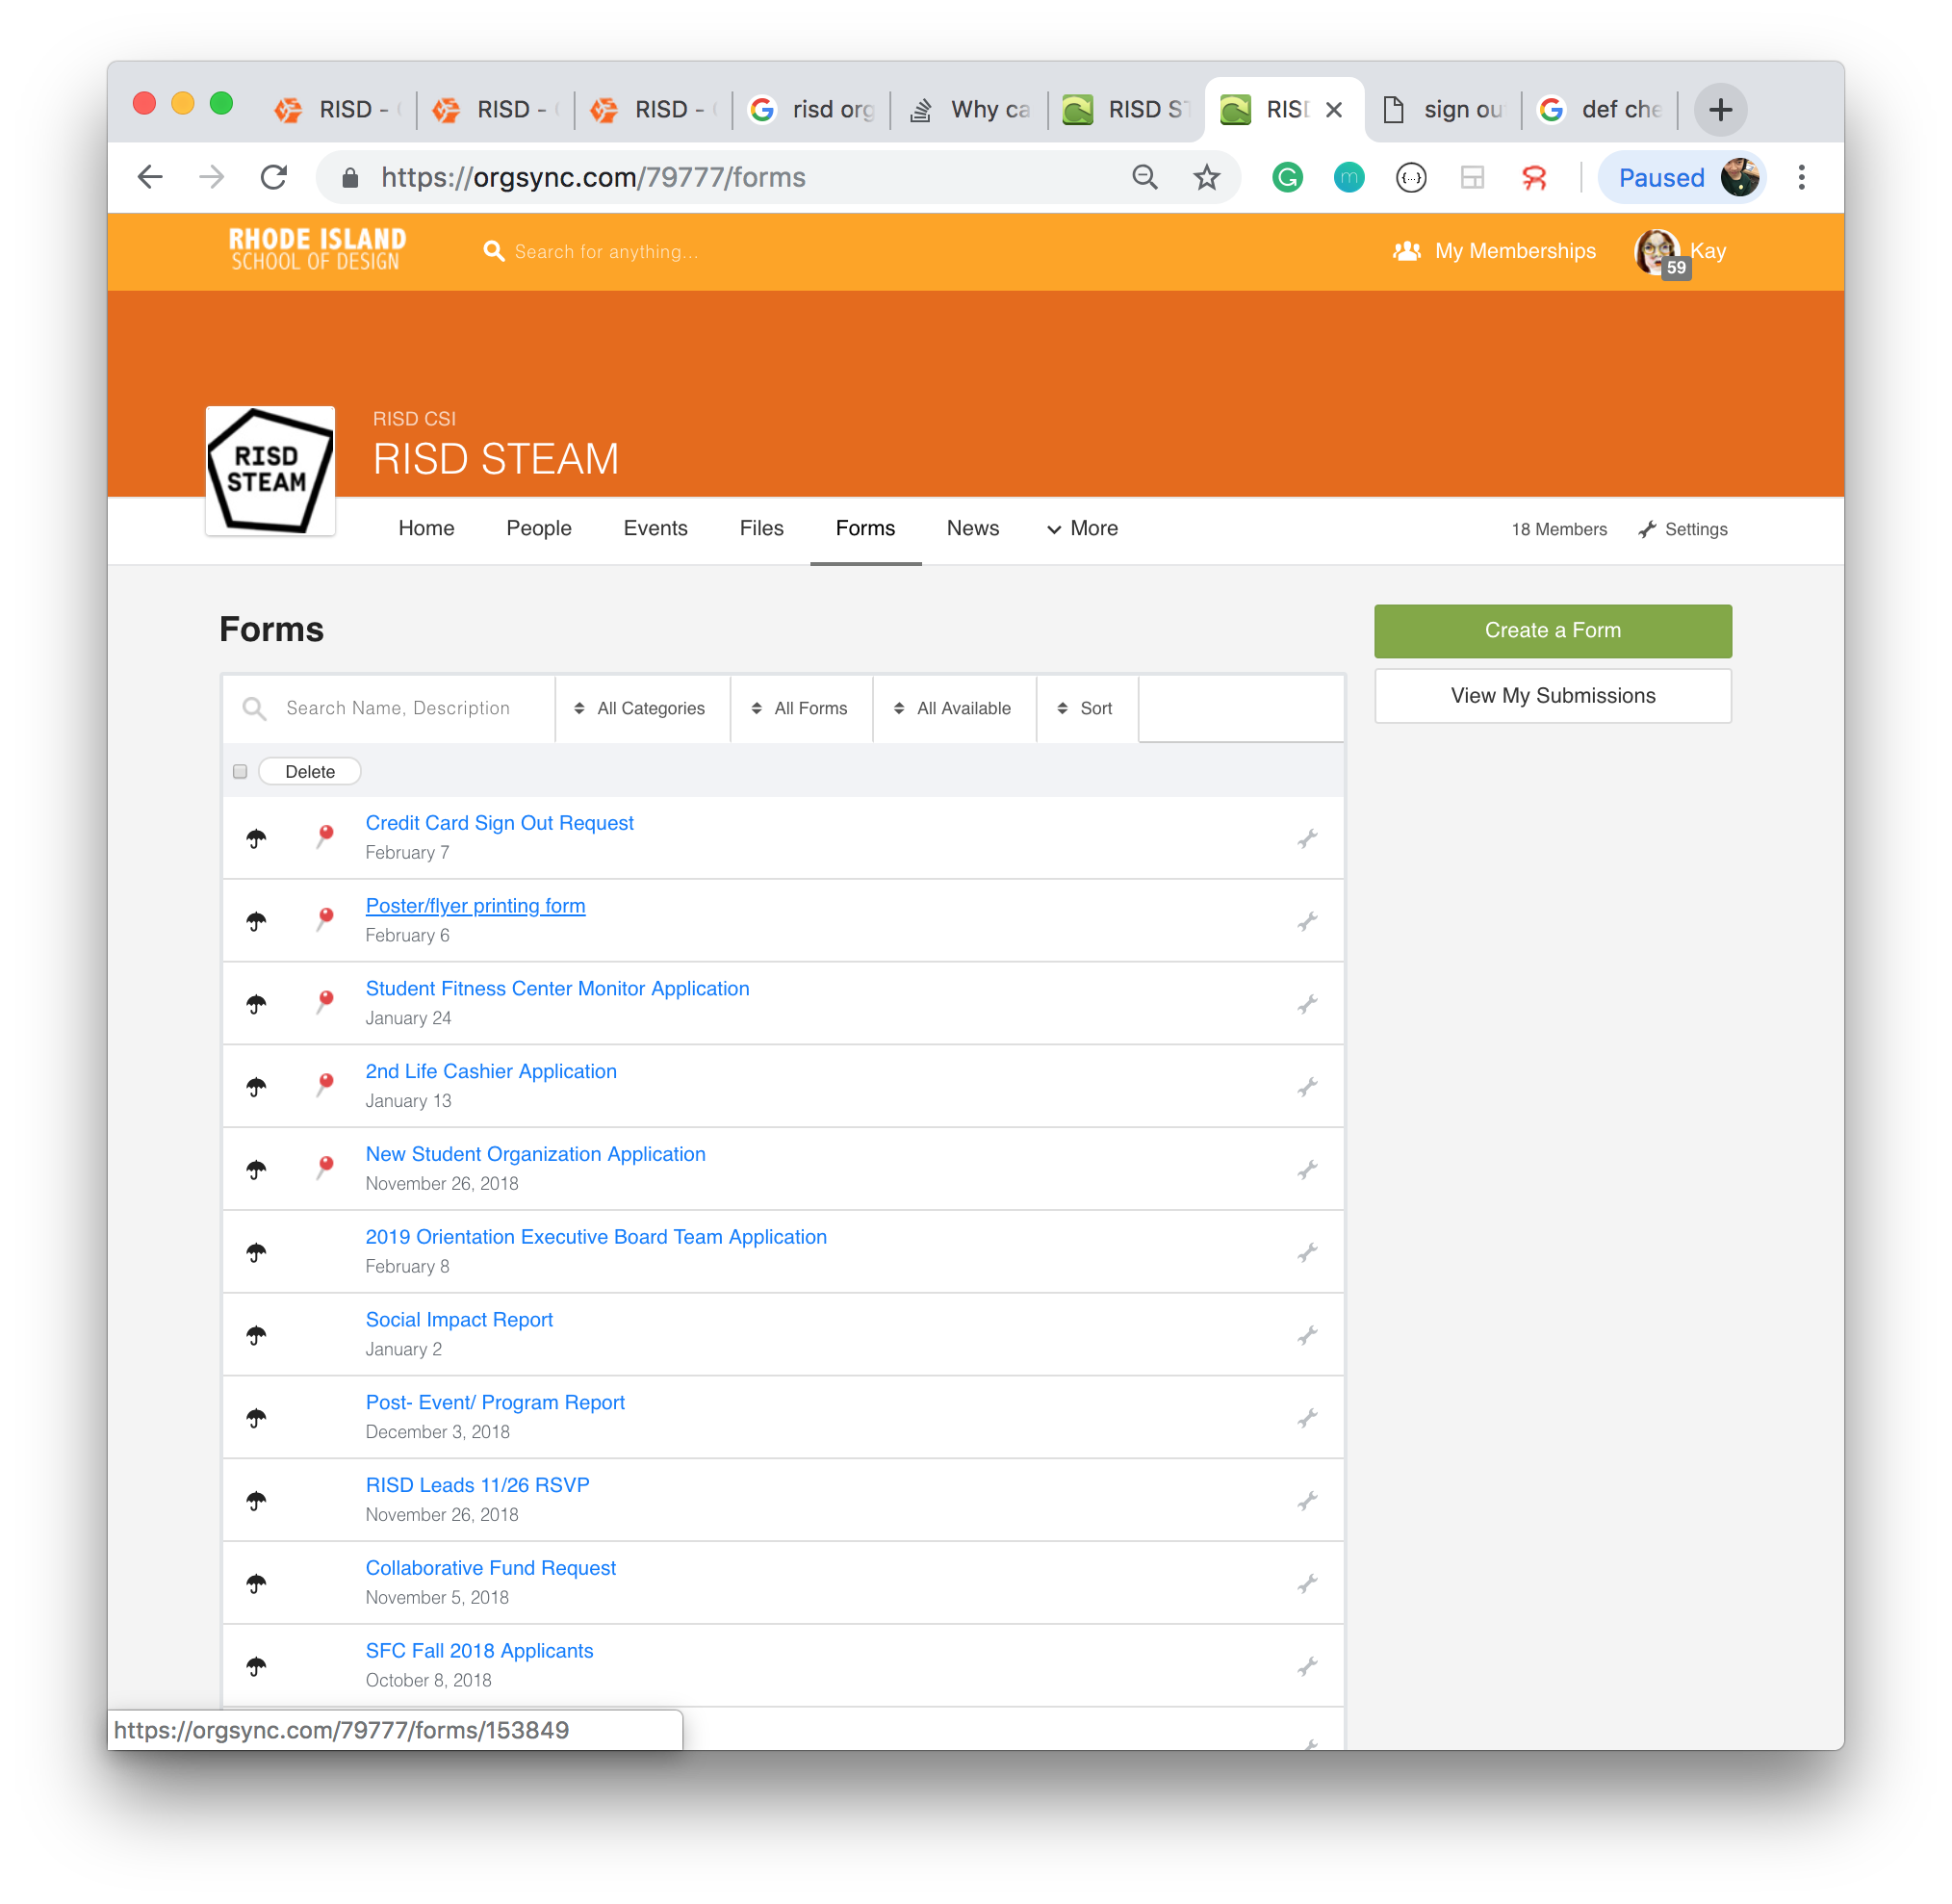 RISD -
RISD -
RISD -
risd org
Why ca
RISD ST
RISD
sign ou
def che
https://orgsync.com/79777/forms
Paused
RHODE ISLAND
SCHOOL OF DESIGN
Search for anything...
My Memberships
59
Kay
RISD
STEAM
RISD CSI
RISD STEAM
Home
People
Events
Files
Forms
News
More
18 Members
Settings
Forms
Create a Form
View My Submissions
Search Name, Description
All Categories
All Forms
All Available
Sort
Delete
Credit Card Sign Out Request
February 7
Poster/flyer printing form
February 6
Student Fitness Center Monitor Application
January 24
2nd Life Cashier Application
January 13
New Student Organization Application
November 26, 2018
2019 Orientation Executive Board Team Application
February 8
Social Impact Report
January 2
Post- Event/ Program Report
December 3, 2018
RISD Leads 11/26 RSVP
November 26, 2018
Collaborative Fund Request
November 5, 2018
SFC Fall 2018 Applicants
October 8, 2018
https://orgsync.com/79777/forms/153849